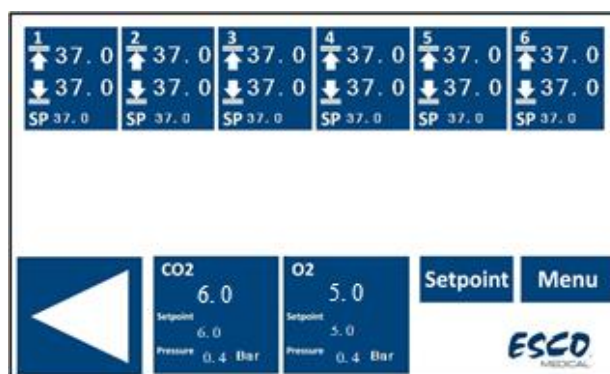 1 2 3 4 5 6
37.0 37.0 37.0 37.0 37.0 37.0
37.0 37.0 37.0 37.0 37.0 37.0
SP 37.0 SP 37.0 SP 37.0 SP 37.0 SP 37.0 SP 37.0
CO2 O2 Setpoint Menu
6.0 5.0
Setpoint Setpoint
6.0 5.0
Pressure 0.4 Bar Pressure 0.4 Bar
ESCO
MEDICAL